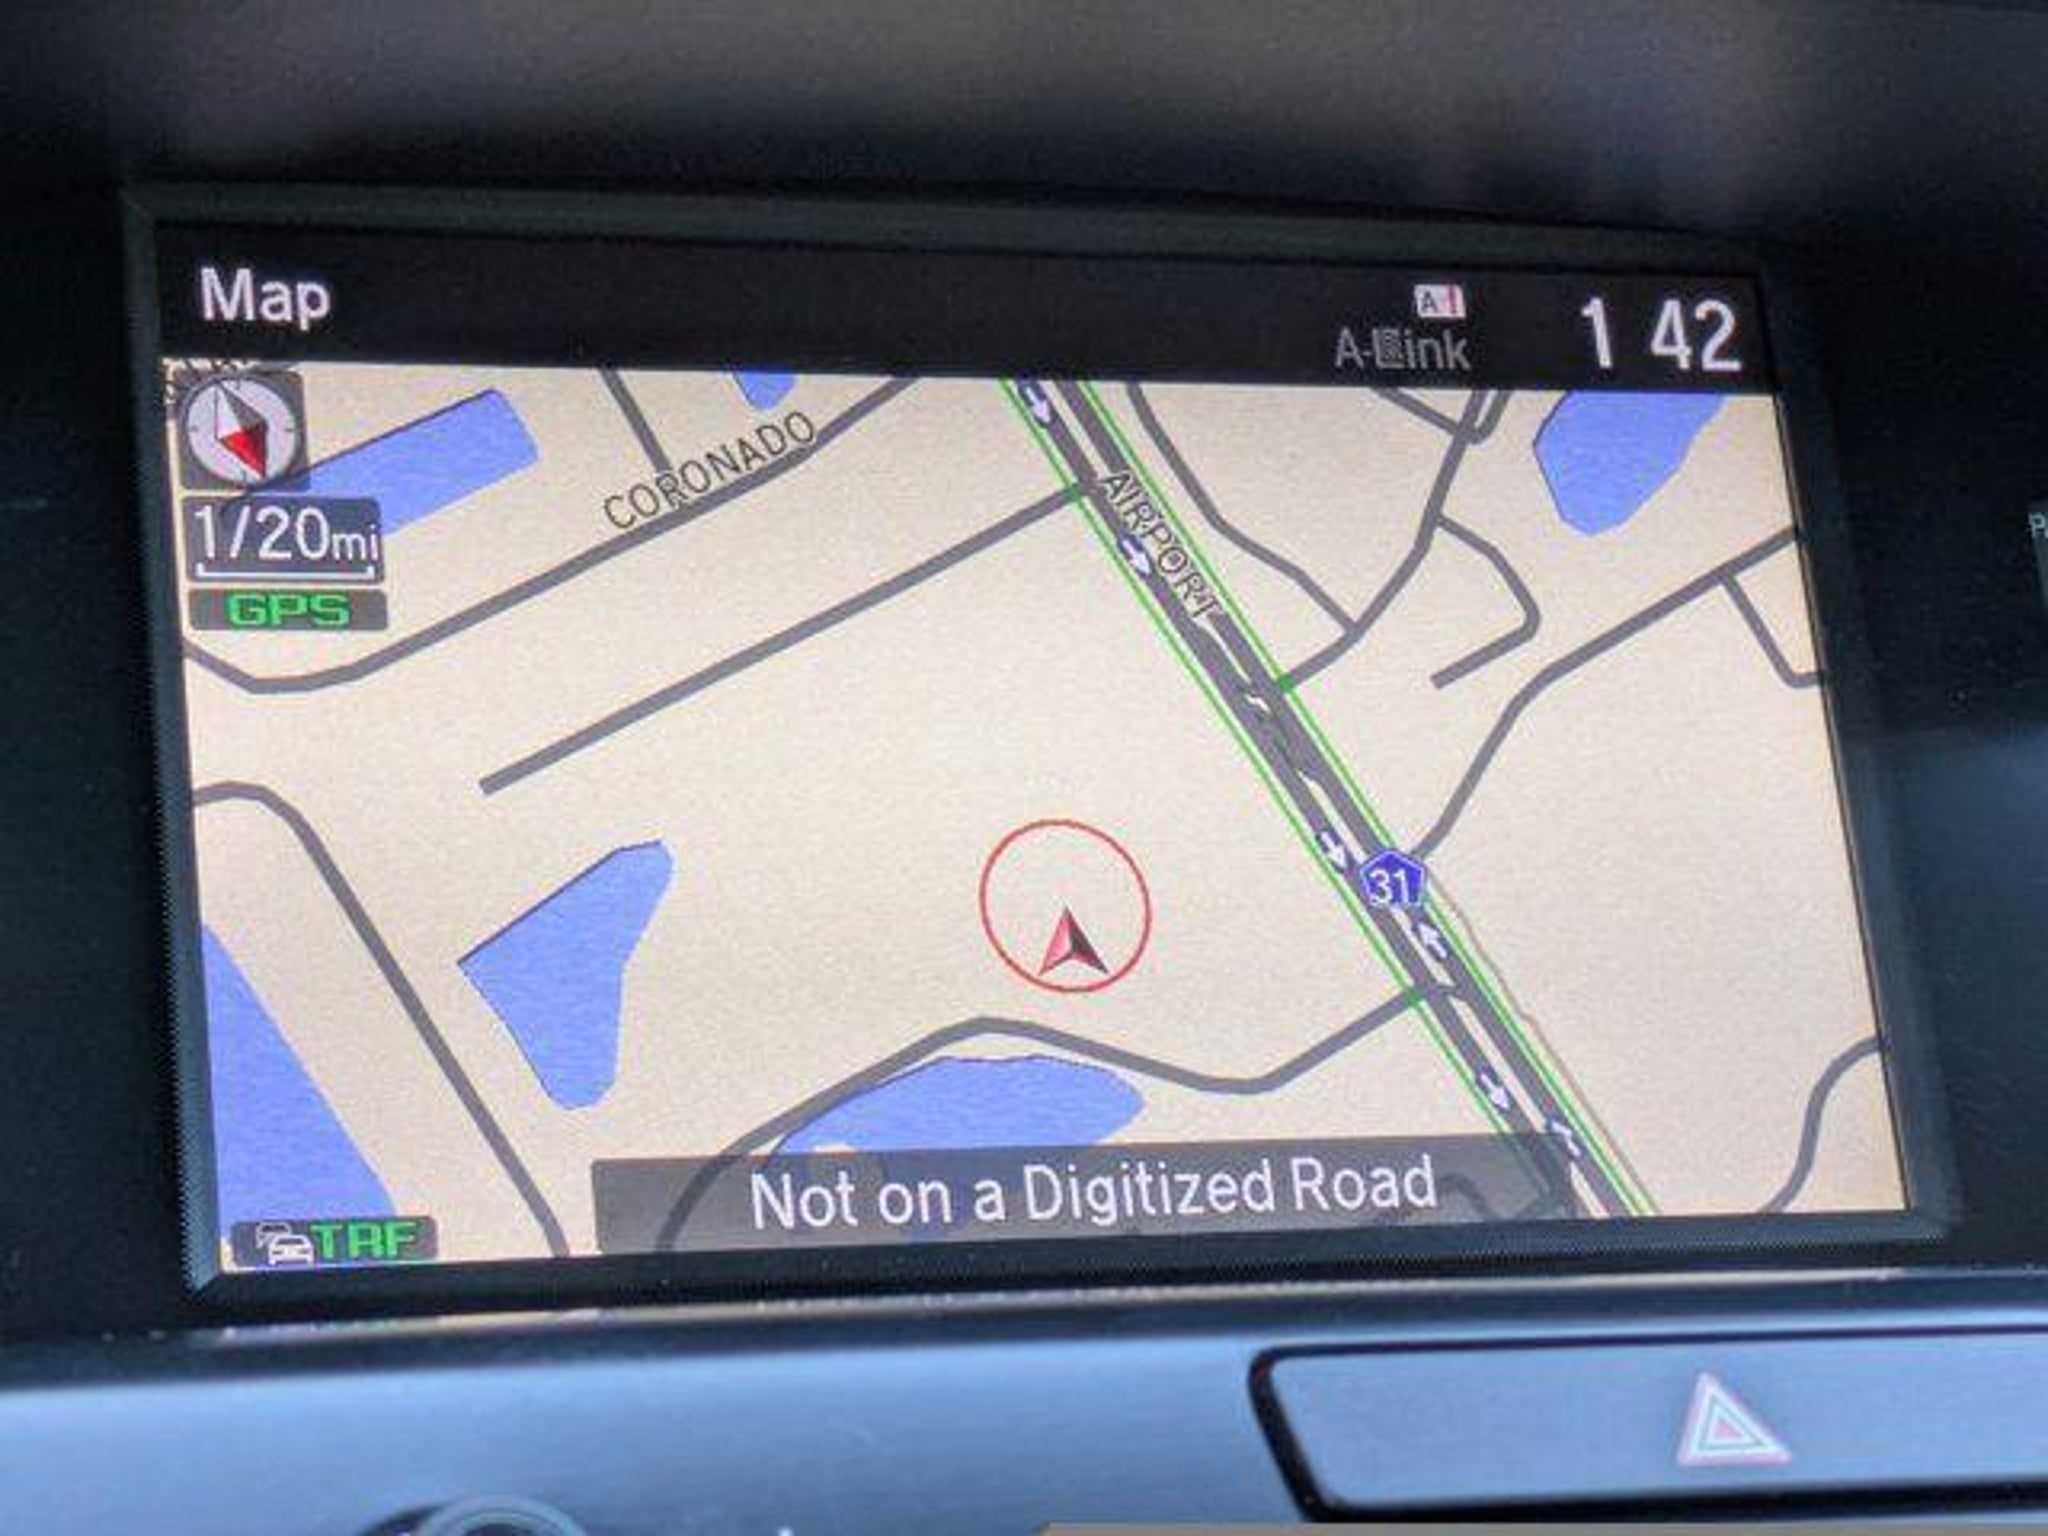 Map
A-Link
1 42
CORONADO
1/20mi
AIRPORT
GPS
31
Not on a Digitized Road
TRF